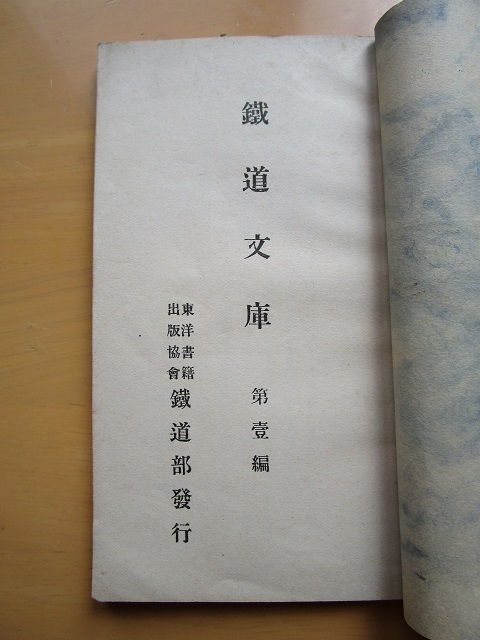 鐵道文庫 第壹編
東洋書籍
出版協會
鐵道部發行